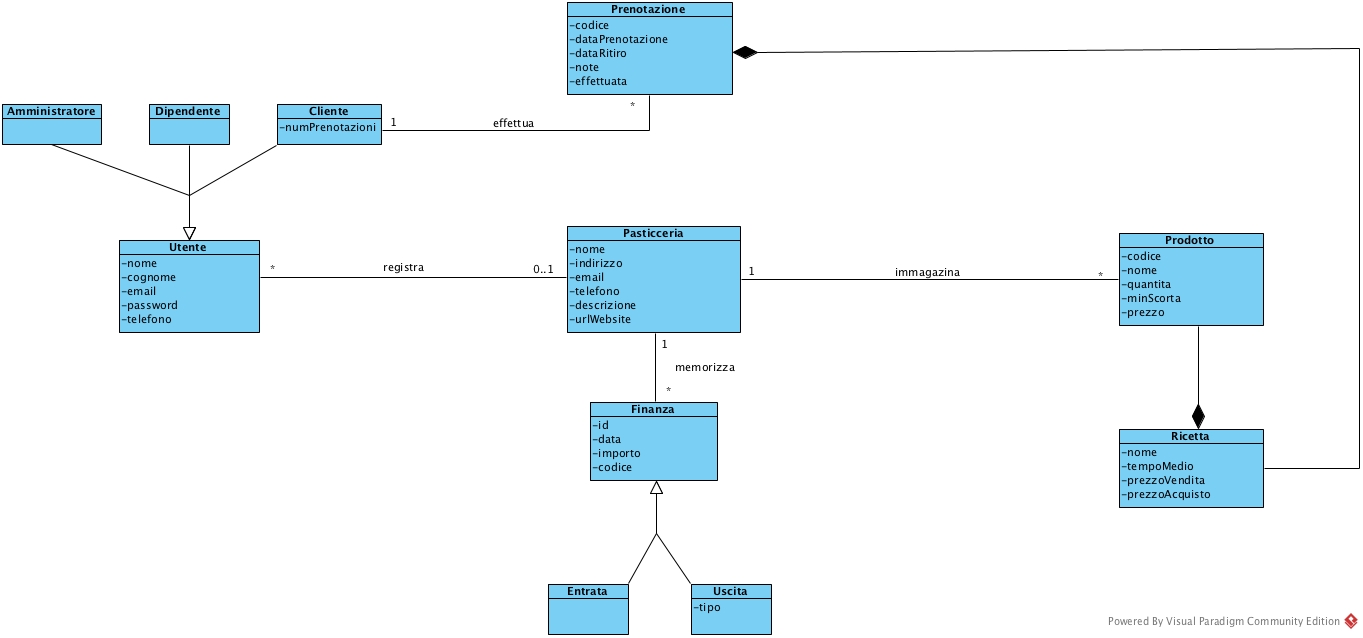 Prenotazione
-codice
-dataPrenotazione
-dataRitiro
-note
-effettuata
Amministratore
Dipendente
Cliente
-numPrenotazioni
1
effettua
*
Utente
-nome
-cognome
-email
-password
-telefono
*
registra
0..1
Pasticceria
-nome
-indirizzo
-email
-telefono
-descrizione
-urlWebsite
1
immagazina
*
Prodotto
-codice
-nome
-quantita
-minScorta
-prezzo
1
memorizza
*
Finanza
-id
-data
-importo
-codice
Ricetta
-nome
-tempoMedio
-prezzoVendita
-prezzoAcquisto
Entrata
Uscita
-tipo
Powered By Visual Paradigm Community Edition